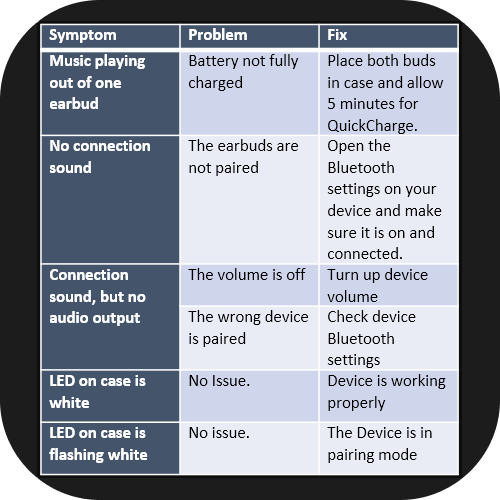 Symptom Problem Fix
Music playing Battery not fully Place both buds
out of one charged in case and allow
earbud 5 minutes for
QuickCharge.
No connection The earbuds are Open the
sound not paired Bluetooth
settings on your
device and make
sure it is on and
connected.
Connection The volume is off Turn up device
sound, but no volume
audio output The wrong device Check device
is paired Bluetooth
settings
LED on case is No Issue. Device is working
white properly
LED on case is No issue. The Device is in
flashing white pairing mode